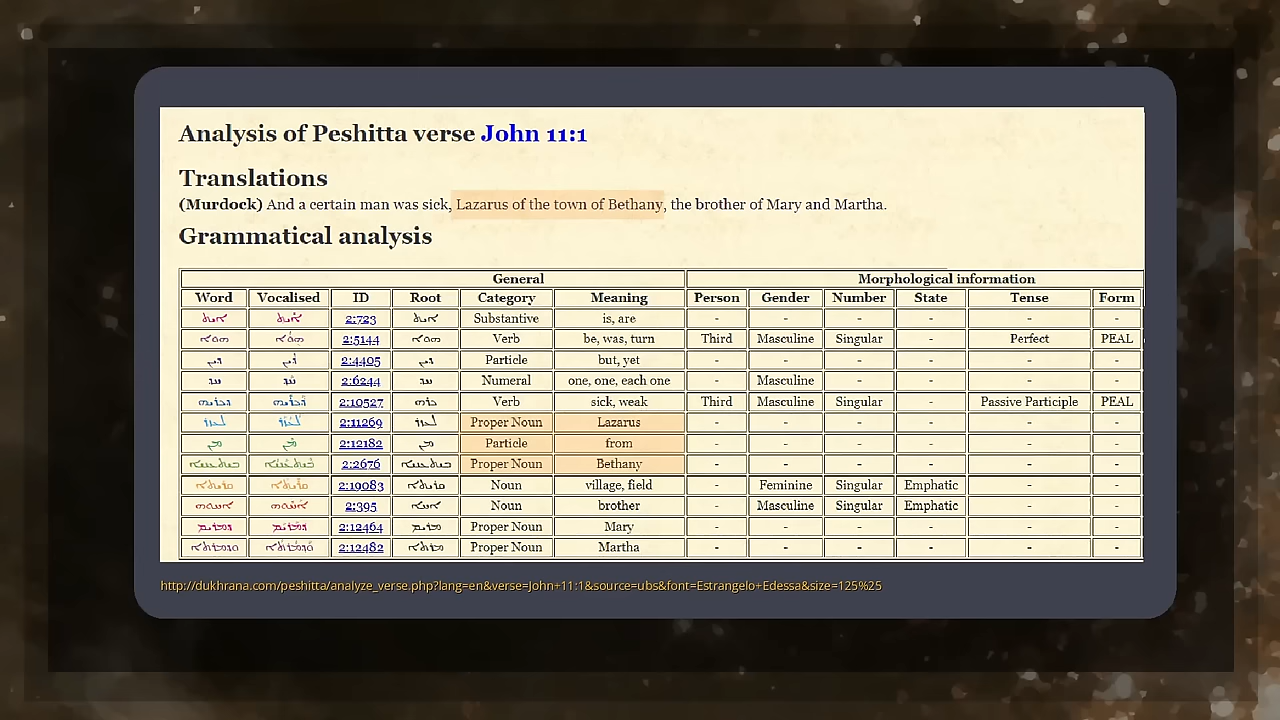 Analysis of Peshitta verse John 11:1
Translations
(Murdock) And a certain man was sick, Lazarus of the town of Bethany, the brother of Mary and Martha.
Grammatical analysis
General Morphological information
Word Vocalised ID Root Category Meaning Person Gender Number State Tense Form
2:723 Substantive is, are - - - - - -
2:5144 Verb be, was, turn Third Masculine Singular - Perfect PEAL
2:4405 Particle but, yet - - - - - -
2:6244 Numeral one, one, each one - Masculine - - - -
2:10527 Verb sick, weak Third Masculine Singular - Passive Participle PEAL
2:11269 Proper Noun Lazarus - - - - - -
2:12182 Particle from - - - - - -
2:2676 Proper Noun Bethany - - - - - -
2:19083 Noun village, field - Feminine Singular Emphatic - -
2:395 Noun brother - Masculine Singular Emphatic - -
2:12464 Proper Noun Mary - - - - - -
2:12482 Proper Noun Martha - - - - - -
http://dukhrana.com/peshitta/analyze_verse.php?lang=en&verse=John+11:1&source=ubs&font=Estrangelo+Edessa&size=125%25